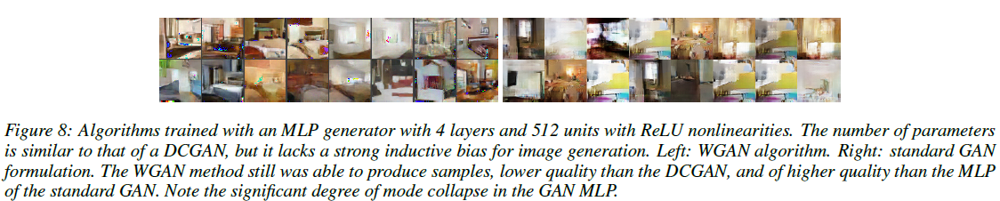 Figure 8: Algorithms trained with an MLP generator with 4 layers and 512 units with ReLU nonlinearities. The number of parameters
is similar to that of a DCGAN, but it lacks a strong inductive bias for image generation. Left: WGAN algorithm. Right: standard GAN
formulation. The WGAN method still was able to produce samples, lower quality than the DCGAN, and of higher quality than the MLP
of the standard GAN. Note the significant degree of mode collapse in the GAN MLP.